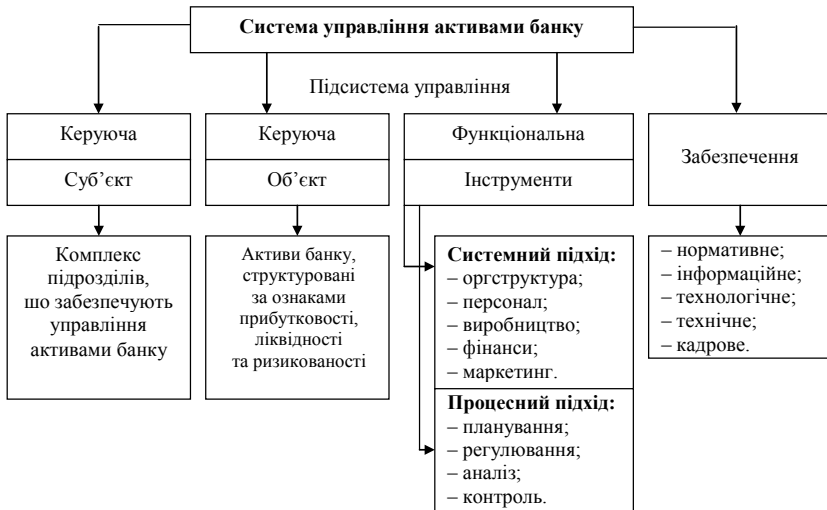 Система управління активами банку
Підсистема управління
Керуюча
Суб’єкт
Комплекс
підрозділів,
що забезпечують
управління
активами банку
Керуюча
Об’єкт
Активи банку,
структуровані
за ознаками
прибутковості,
ліквідності
та ризикованості
Функціональна
Інструменти
Системний підхід:
– оргструктура;
– персонал;
– виробництво;
– фінанси;
– маркетинг.
Процесний підхід:
– планування;
– регулювання;
– аналіз;
– контроль.
Забезпечення
– нормативне;
– інформаційне;
– технологічне;
– технічне;
– кадрове.